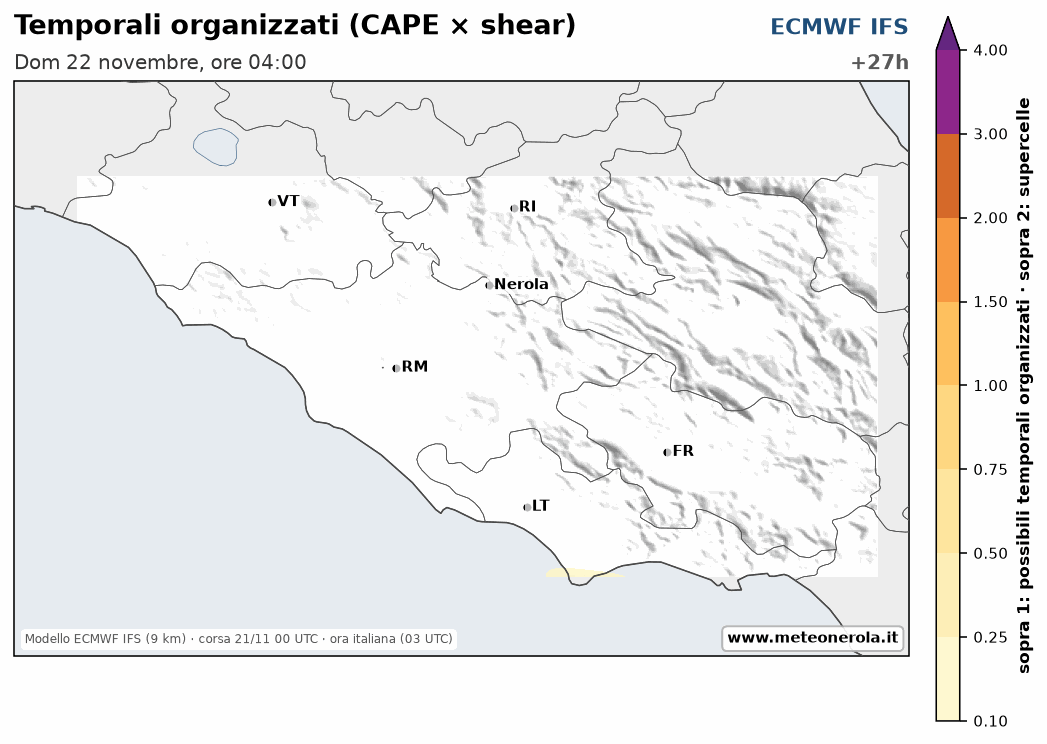 Temporali organizzati (CAPE × shear)
ECMWF IFS
Dom 22 novembre, ore 04:00
+27h
VT
RI
Nerola
RM
FR
LT
Modello ECMWF IFS (9 km) · corsa 21/11 00 UTC · ora italiana (03 UTC)
www.meteonerola.it
4.00
3.00
2.00
1.50
1.00
0.75
0.50
0.25
0.10
sopra 1: possibili temporali organizzati · sopra 2: supercelle